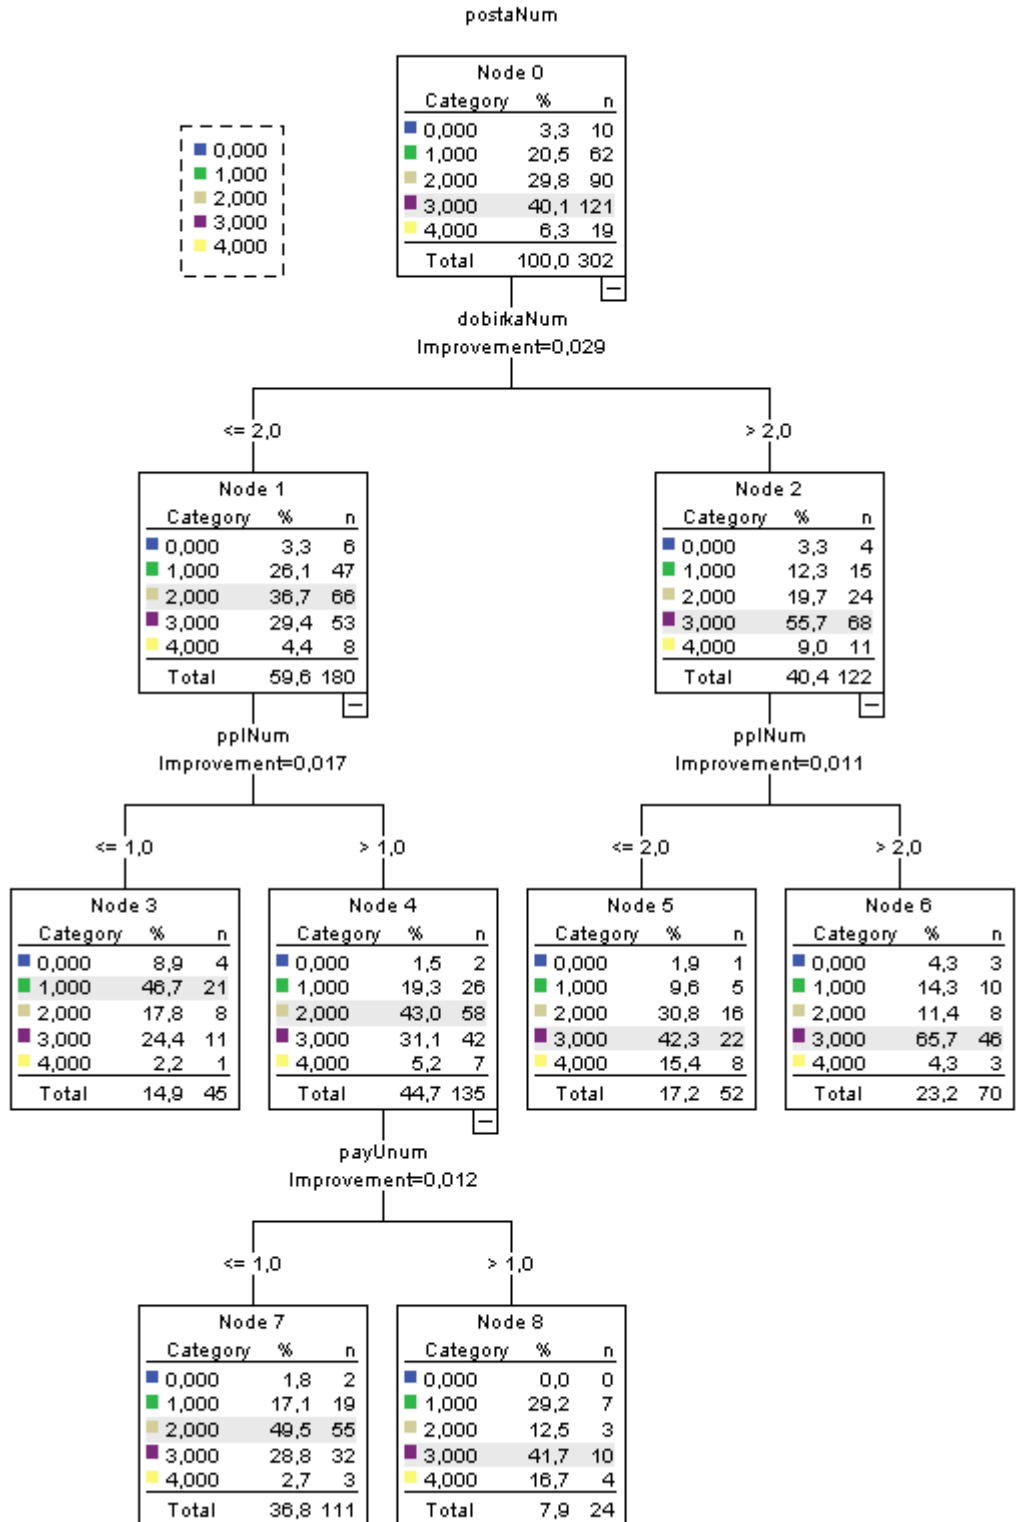 postaNum
Node 0
Category % n
0,000 3,3 10
1,000 20,5 62
2,000 29,8 90
3,000 40,1 121
4,000 6,3 19
Total 100,0 302
0,000
1,000
2,000
3,000
4,000
dobirkaNum
Improvement=0,029
<= 2,0
> 2,0
Node 1
Category % n
0,000 3,3 6
1,000 26,1 47
2,000 36,7 66
3,000 29,4 53
4,000 4,4 8
Total 59,6 180
Node 2
Category % n
0,000 3,3 4
1,000 12,3 15
2,000 19,7 24
3,000 55,7 68
4,000 9,0 11
Total 40,4 122
pplNum
Improvement=0,017
pplNum
Improvement=0,011
<= 1,0
> 1,0
<= 2,0
> 2,0
Node 3
Category % n
0,000 8,9 4
1,000 46,7 21
2,000 17,8 8
3,000 24,4 11
4,000 2,2 1
Total 14,9 45
Node 4
Category % n
0,000 1,5 2
1,000 19,3 26
2,000 43,0 58
3,000 31,1 42
4,000 5,2 7
Total 44,7 135
Node 5
Category % n
0,000 1,9 1
1,000 9,6 5
2,000 30,8 16
3,000 42,3 22
4,000 15,4 8
Total 17,2 52
Node 6
Category % n
0,000 4,3 3
1,000 14,3 10
2,000 11,4 8
3,000 65,7 46
4,000 4,3 3
Total 23,2 70
payUnum
Improvement=0,012
<= 1,0
> 1,0
Node 7
Category % n
0,000 1,8 2
1,000 17,1 19
2,000 49,5 55
3,000 28,8 32
4,000 2,7 3
Total 36,8 111
Node 8
Category % n
0,000 0,0 0
1,000 29,2 7
2,000 12,5 3
3,000 41,7 10
4,000 16,7 4
Total 7,9 24